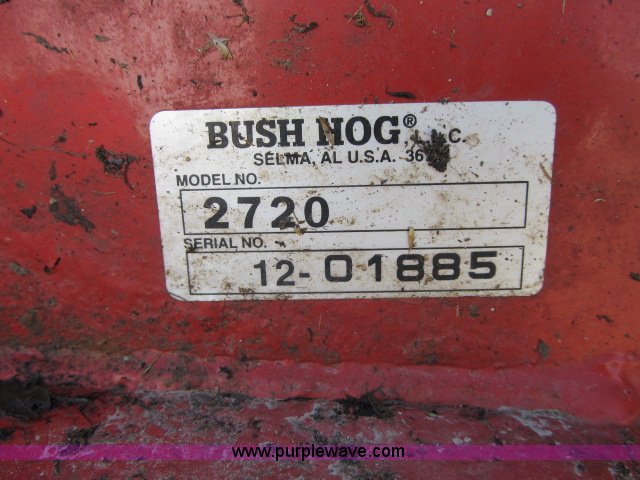 BUSH HOG®
SELMA, AL U.S.A.
MODEL NO.
2720
SERIAL NO.
12-01885
www.purplewave.com